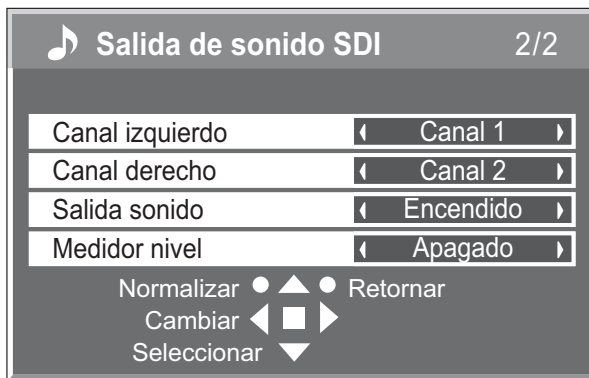 Salida de sonido SDI 2/2
Canal izquierdo Canal 1
Canal derecho Canal 2
Salida sonido Encendido
Medidor nivel Apagado
Normalizar Retornar
Cambiar
Seleccionar